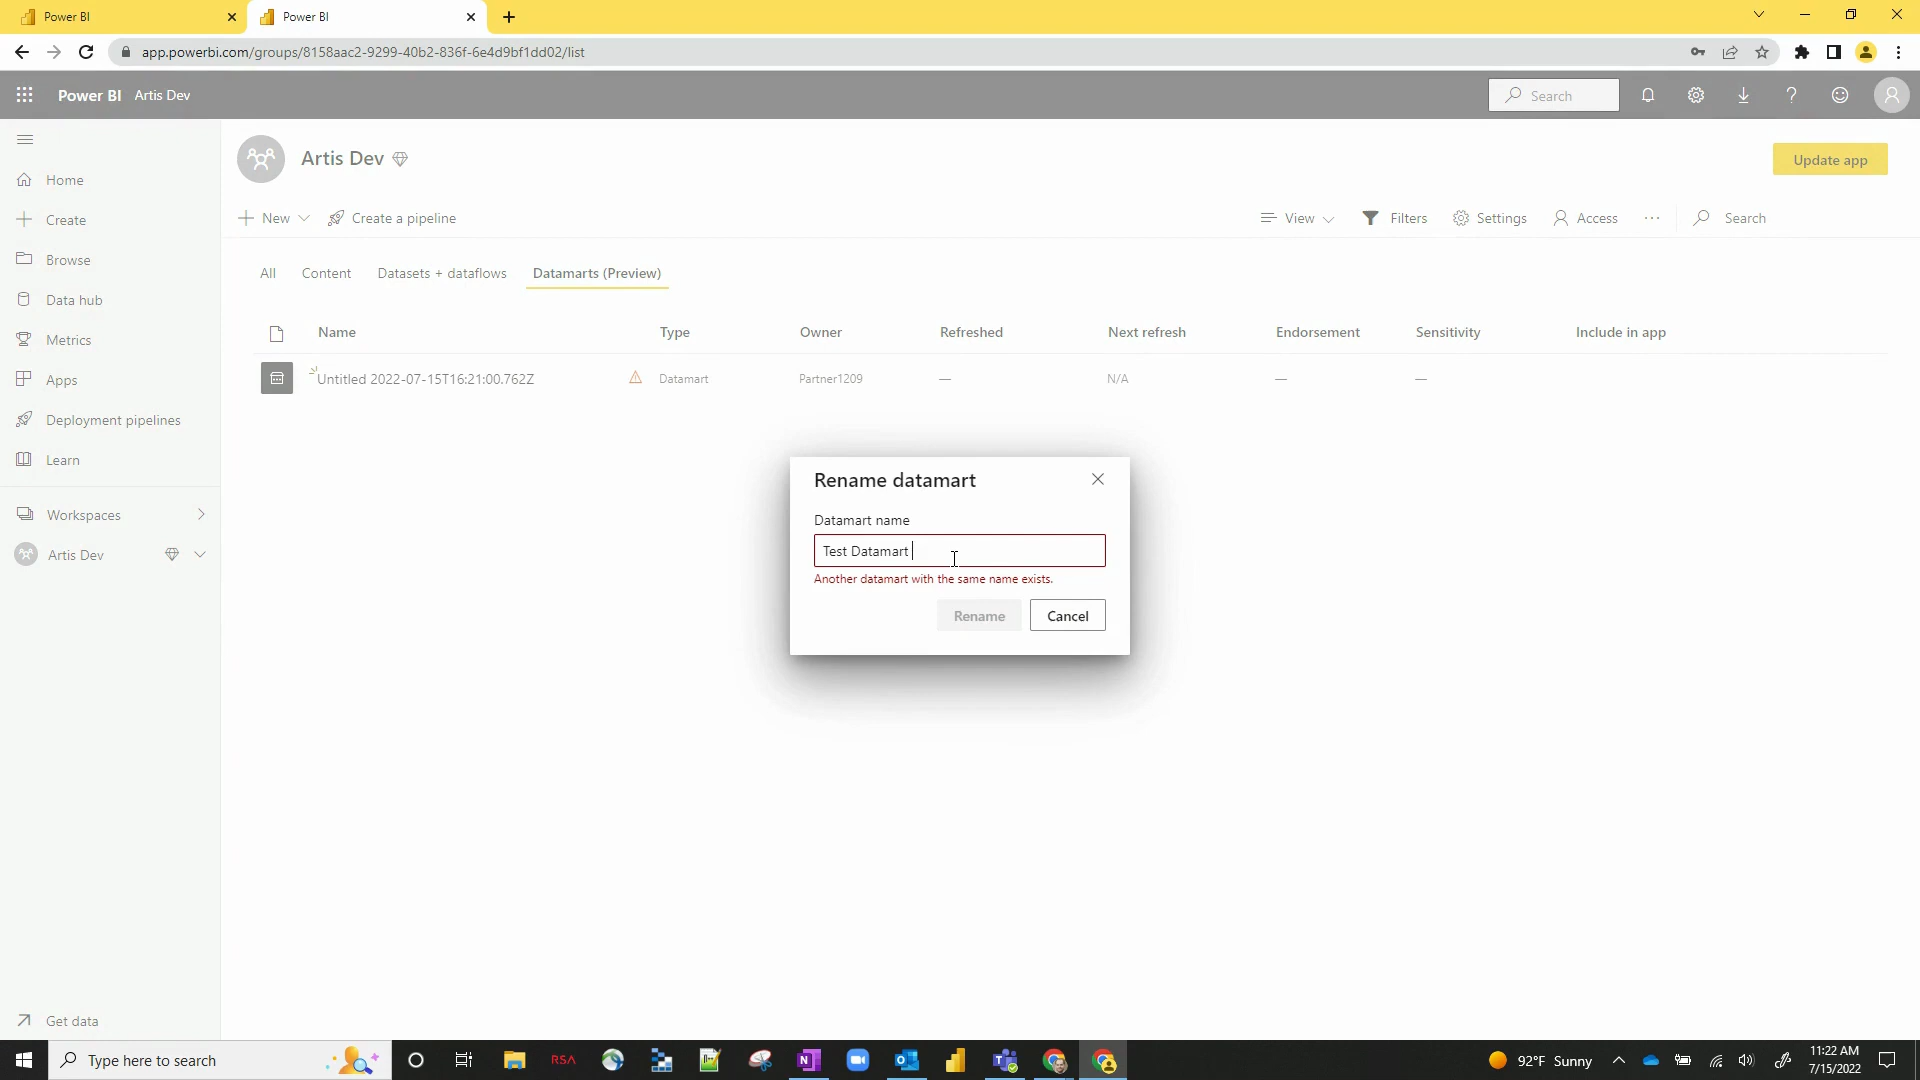 Power BI
Power BI
app.powerbi.com/groups/8158aac2-9299-40b2-836f-6e4d9bf1dd02/list
Power BI Artis Dev
Search
Artis Dev
Update app
Home
Create
Browse
Data hub
Metrics
Apps
Deployment pipelines
Learn
Workspaces
Artis Dev
Get data
New Create a pipeline
View Filters Settings Access ··· Search
All Content Datasets + dataflows Datamarts (Preview)
Name Type Owner Refreshed Next refresh Endorsement Sensitivity Include in app
Untitled 2022-07-15T16:21:00.762Z Datamart Partner1209 — N/A — —
Rename datamart
Datamart name
Test Datamart
Another datamart with the same name exists.
Rename Cancel
Type here to search
RSA
92°F Sunny
11:22 AM
7/15/2022